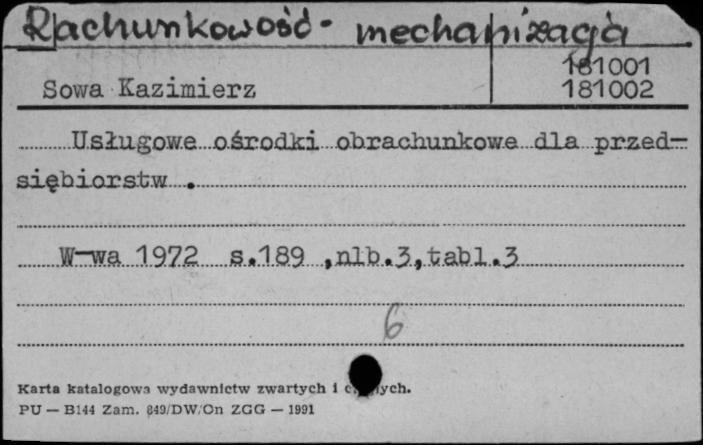 Rachunkowość - mechanizacja
181001
Sowa Kazimierz 181002
Usługowe ośrodki obrachunkowe dla przed-
siębiorstw .
W-wa 1972 s.189 ,nlb.3,tabl.3
6
Karta katalogowa wydawnictw zwartych i
PU — B144 Zam. 849/DW/On ZGG — 1991